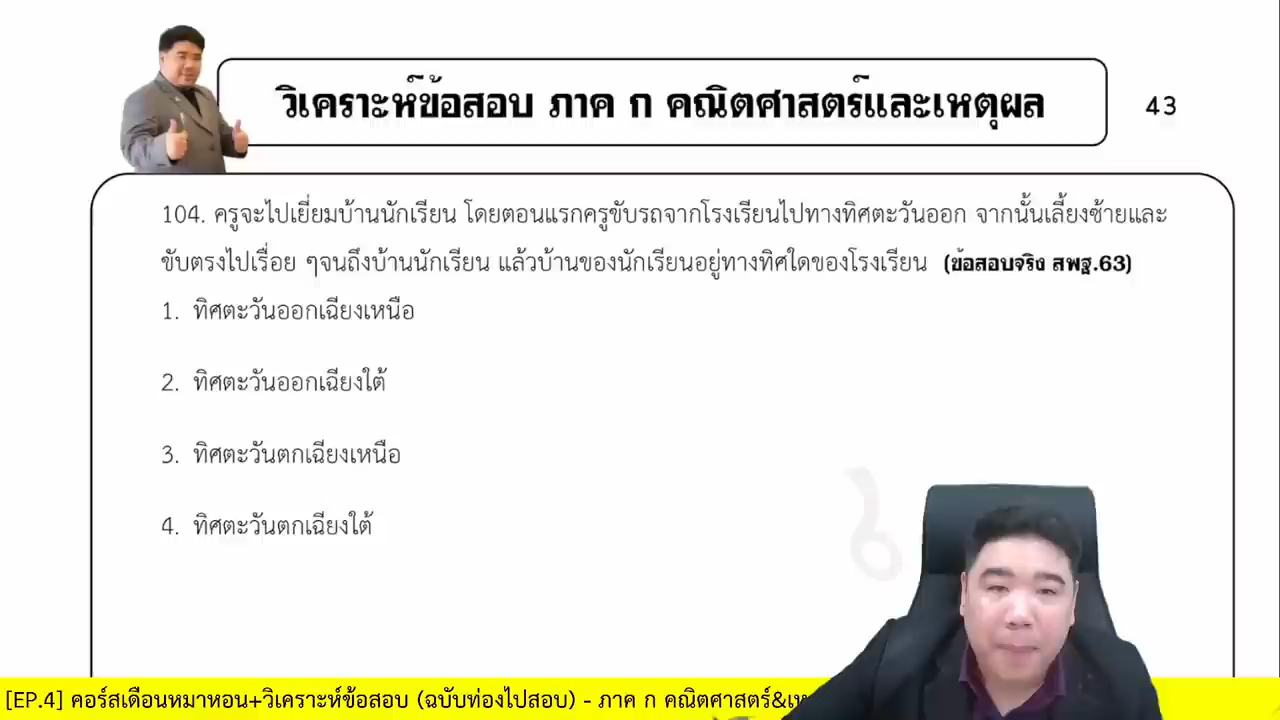 วิเคราะห์ข้อสอบ ภาค ก คณิตศาสตร์และเหตุผล
43
104. ครูจะไปเยี่ยมบ้านนักเรียน โดยตอนแรกครูขับรถจากโรงเรียนไปทางทิศตะวันออก จากนั้นเลี้ยงซ้ายและ
ขับตรงไปเรื่อย ๆจนถึงบ้านนักเรียน แล้วบ้านของนักเรียนอยู่ทางทิศใดของโรงเรียน (ข้อสอบจริง สพฐ.63)
1. ทิศตะวันออกเฉียงเหนือ
2. ทิศตะวันออกเฉียงใต้
3. ทิศตะวันตกเฉียงเหนือ
4. ทิศตะวันตกเฉียงใต้
[EP.4] คอร์สเดือนหมาหอน+วิเคราะห์ข้อสอบ (ฉบับท่องไปสอบ) - ภาค ก คณิตศาสตร์&